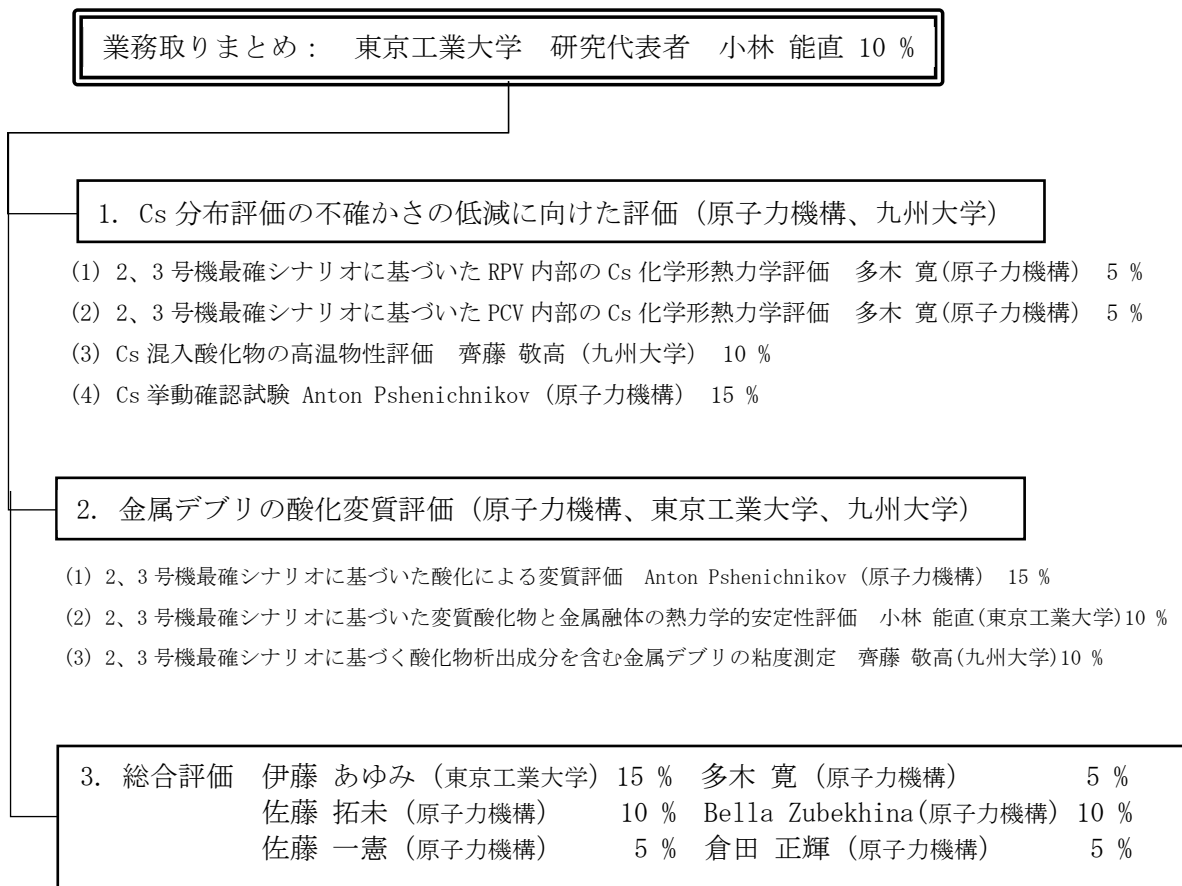 業務取りまとめ： 東京工業大学 研究代表者 小林 能直 10 %
1. Cs 分布評価の不確かさの低減に向けた評価（原子力機構、九州大学）
(1) 2、3 号機最確シナリオに基づいた RPV 内部の Cs 化学形熱力学評価 多木 寛(原子力機構) 5 %
(2) 2、3 号機最確シナリオに基づいた PCV 内部の Cs 化学形熱力学評価 多木 寛(原子力機構) 5 %
(3) Cs 混入酸化物の高温物性評価 齊藤 敬高（九州大学） 10 %
(4) Cs 挙動確認試験 Anton Pshenichnikov（原子力機構） 15 %
2. 金属デブリの酸化変質評価（原子力機構、東京工業大学、九州大学）
(1) 2、3 号機最確シナリオに基づいた酸化による変質評価 Anton Pshenichnikov（原子力機構） 15 %
(2) 2、3 号機最確シナリオに基づいた変質酸化物と金属融体の熱力学的安定性評価 小林 能直(東京工業大学)10 %
(3) 2、3 号機最確シナリオに基づく酸化物析出成分を含む金属デブリの粘度測定 齊藤 敬高(九州大学)10 %
3. 総合評価 伊藤 あゆみ（東京工業大学）15 % 多木 寛（原子力機構） 5 %
佐藤 拓未（原子力機構） 10 % Bella Zubekhina(原子力機構) 10 %
佐藤 一憲（原子力機構） 5 % 倉田 正輝（原子力機構） 5 %